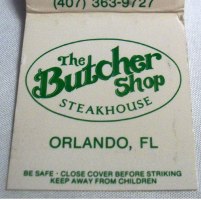 (407) 363-9727
The
Butcher
Shop
STEAKHOUSE
ORLANDO, FL
BE SAFE · CLOSE COVER BEFORE STRIKING
KEEP AWAY FROM CHILDREN